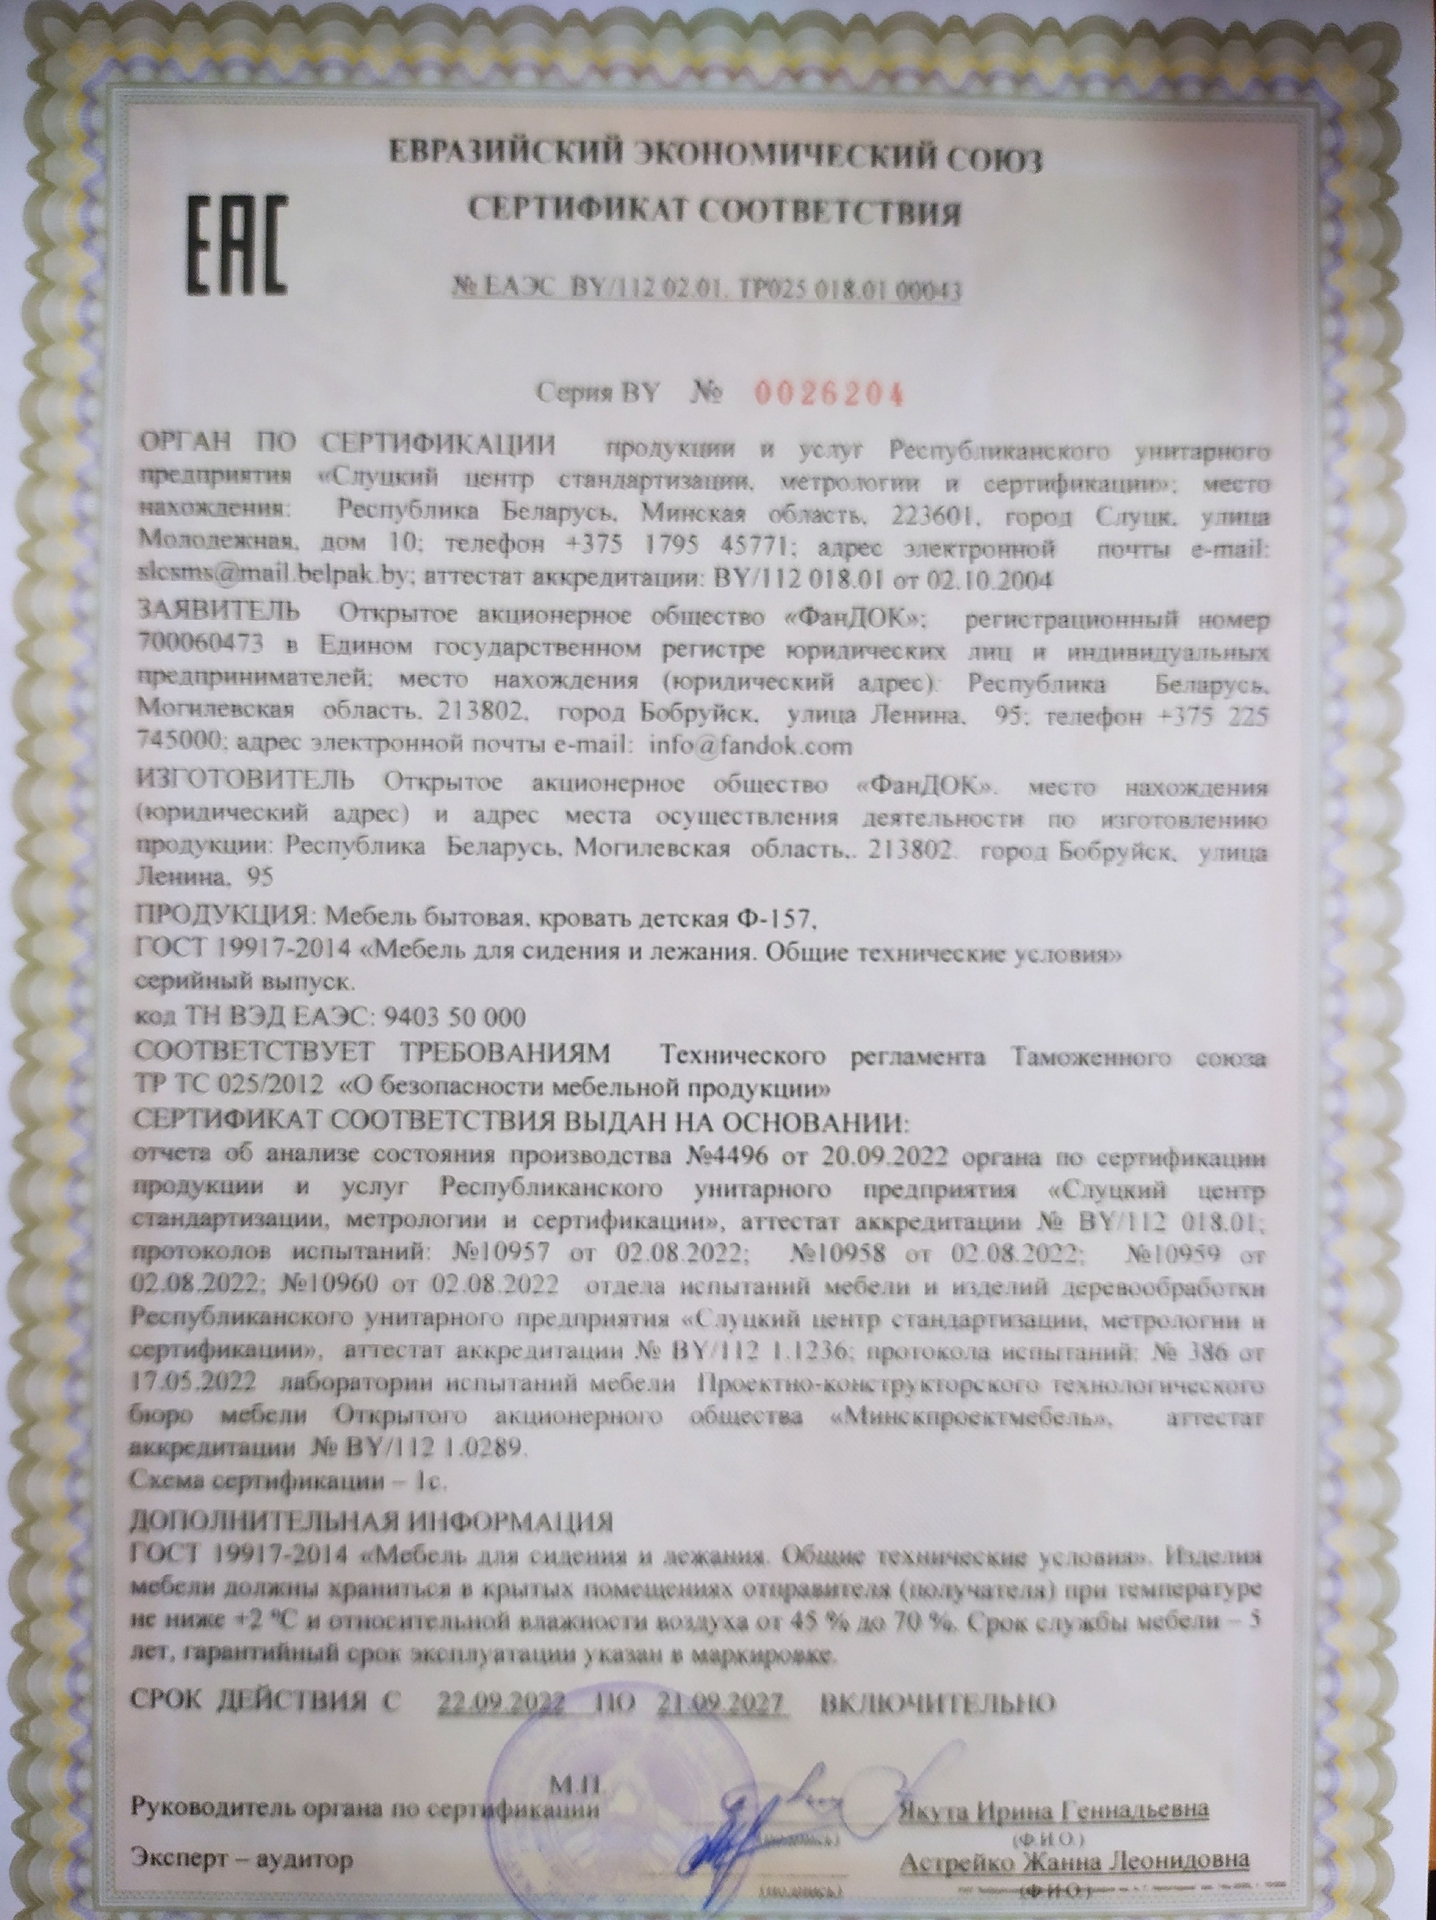 ЕВРАЗИЙСКИЙ ЭКОНОМИЧЕСКИЙ СОЮЗ
ЕАС
СЕРТИФИКАТ СООТВЕТСТВИЯ
№ ЕАЭС BY/112 02.01. ТР025 018.01 00043
Серия BY № 0026204
ОРГАН ПО СЕРТИФИКАЦИИ продукции и услуг Республиканского унитарного
предприятия «Слуцкий центр стандартизации, метрологии и сертификации»; место
нахождения: Республика Беларусь, Минская область, 223601, город Слуцк, улица
Молодежная, дом 10; телефон +375 1795 45771; адрес электронной почты e-mail:
slcsms@mail.belpak.by; аттестат аккредитации: BY/112 018.01 от 02.10.2004
ЗАЯВИТЕЛЬ Открытое акционерное общество «ФанДОК»; регистрационный номер
700060473 в Едином государственном регистре юридических лиц и индивидуальных
предпринимателей; место нахождения (юридический адрес): Республика Беларусь,
Могилевская область, 213802, город Бобруйск, улица Ленина, 95; телефон +375 225
745000; адрес электронной почты e-mail: info@fandok.com
ИЗГОТОВИТЕЛЬ Открытое акционерное общество «ФанДОК», место нахождения
(юридический адрес) и адрес места осуществления деятельности по изготовлению
продукции: Республика Беларусь, Могилевская область,. 213802. город Бобруйск, улица
Ленина, 95
ПРОДУКЦИЯ: Мебель бытовая, кровать детская Ф-157,
ГОСТ 19917-2014 «Мебель для сидения и лежания. Общие технические условия»
серийный выпуск.
код ТН ВЭД ЕАЭС: 9403 50 000
СООТВЕТСТВУЕТ ТРЕБОВАНИЯМ Технического регламента Таможенного союза
ТР ТС 025/2012 «О безопасности мебельной продукции»
СЕРТИФИКАТ СООТВЕТСТВИЯ ВЫДАН НА ОСНОВАНИИ:
отчета об анализе состояния производства №4496 от 20.09.2022 органа по сертификации
продукции и услуг Республиканского унитарного предприятия «Слуцкий центр
стандартизации, метрологии и сертификации», аттестат аккредитации № BY/112 018.01;
протоколов испытаний: №10957 от 02.08.2022; №10958 от 02.08.2022; №10959 от
02.08.2022; №10960 от 02.08.2022 отдела испытаний мебели и изделий деревообработки
Республиканского унитарного предприятия «Слуцкий центр стандартизации, метрологии и
сертификации», аттестат аккредитации № BY/112 1.1236; протокола испытаний: № 386 от
17.05.2022 лаборатории испытаний мебели Проектно-конструкторского технологического
бюро мебели Открытого акционерного общества «Минскпроектмебель», аттестат
аккредитации № BY/112 1.0289.
Схема сертификации – 1с.
ДОПОЛНИТЕЛЬНАЯ ИНФОРМАЦИЯ
ГОСТ 19917-2014 «Мебель для сидения и лежания. Общие технические условия». Изделия
мебели должны храниться в крытых помещениях отправителя (получателя) при температуре
не ниже +2 ºС и относительной влажности воздуха от 45 % до 70 %. Срок службы мебели – 5
лет, гарантийный срок эксплуатации указан в маркировке.
СРОК ДЕЙСТВИЯ С 22.09.2022 ПО 21.09.2027 ВКЛЮЧИТЕЛЬНО
М.П.
Руководитель органа по сертификации Якута Ирина Геннадьевна
(подпись) (Ф.И.О.)
Эксперт – аудитор Астрейко Жанна Леонидовна
(подпись) (Ф.И.О.)